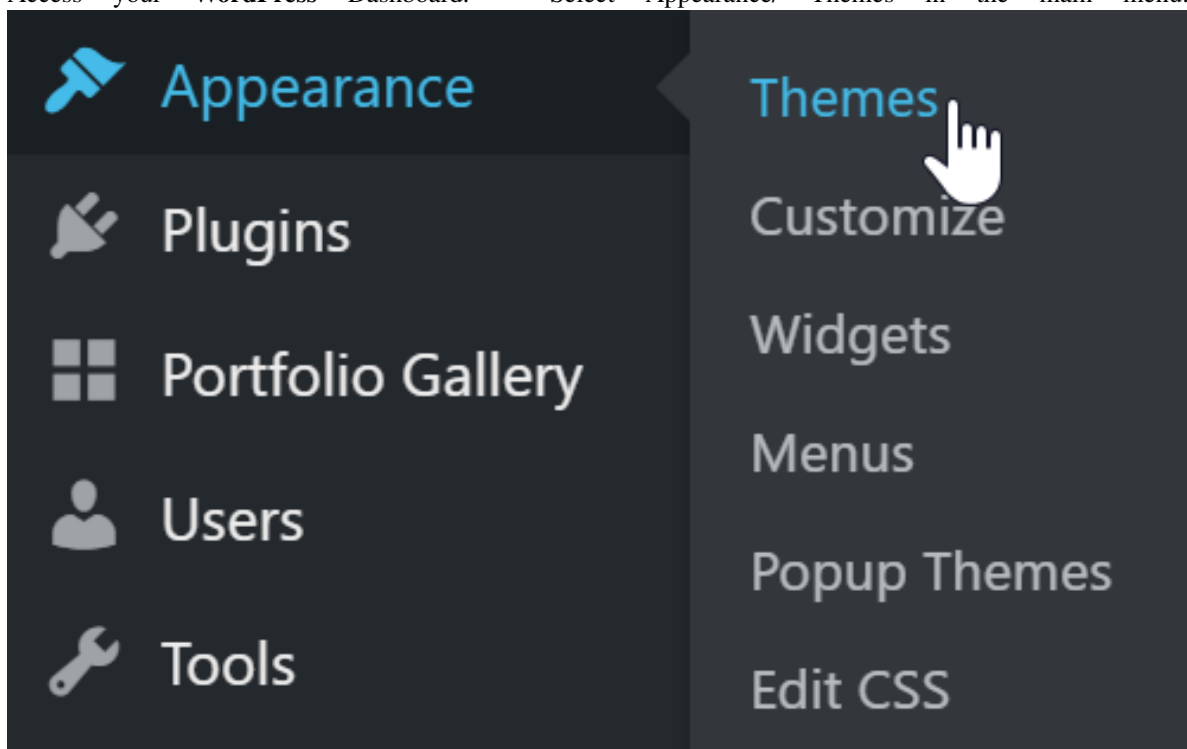 Access your WordPress Dashboard. Select Appearance/ Themes in the main menu.
Appearance
Plugins
Portfolio Gallery
Users
Tools
Themes
Customize
Widgets
Menus
Popup Themes
Edit CSS